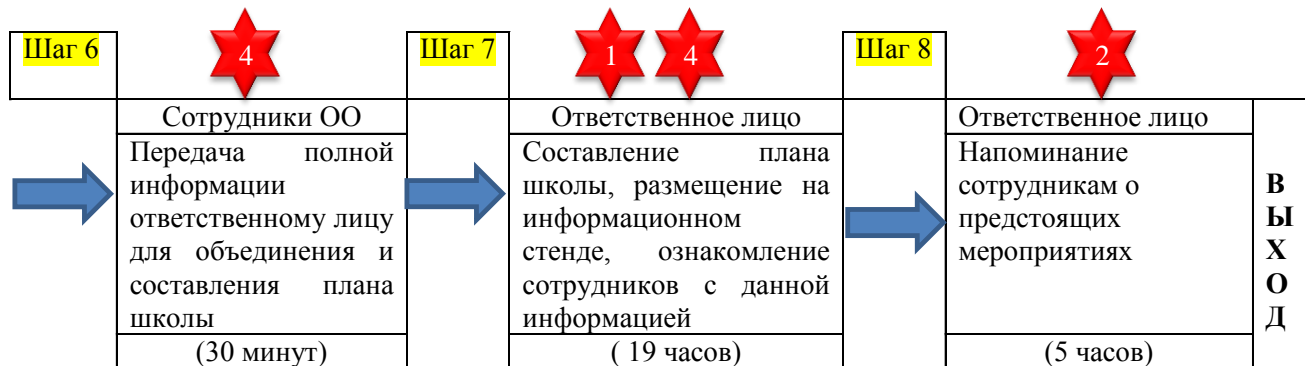 Шаг 6
4
Шаг 7
1
4
Шаг 8
2
Сотрудники ОО
Передача полной
информации
ответственному лицу
для объединения и
составления плана
школы
(30 минут)
Ответственное лицо
Составление плана
школы, размещение на
информационном
стенде, ознакомление
сотрудников с данной
информацией
( 19 часов)
Ответственное лицо
Напоминание
сотрудникам о
предстоящих
мероприятиях
(5 часов)
В
Ы
Х
О
Д